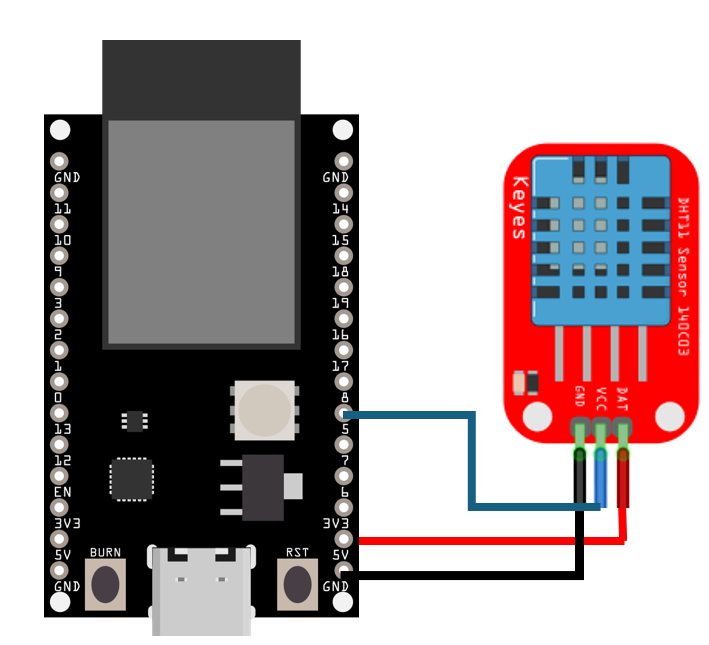 GND
11
10
9
3
2
1
0
13
12
EN
3V3
5V
GND
BURN
RST
GND
14
15
18
19
16
17
8
5
7
6
3V3
5V
GND
Keyes
DHT11 Sensor 140C03
GND
VCC
DAT